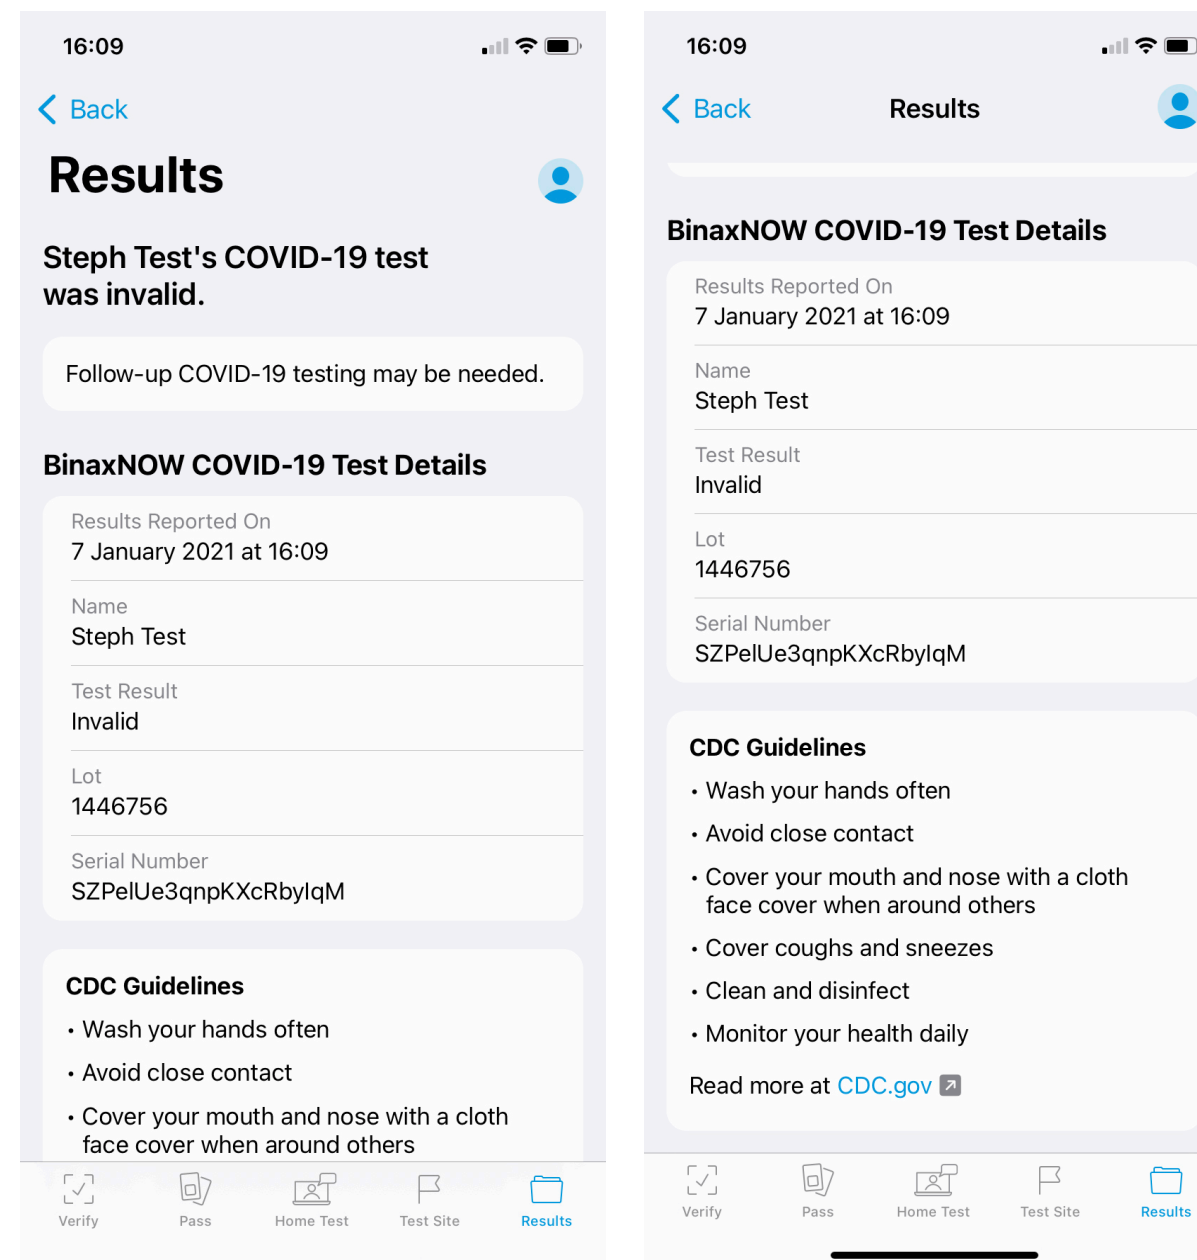 16:09
Back
Results
Steph Test's COVID-19 test
was invalid.
Follow-up COVID-19 testing may be needed.
BinaxNOW COVID-19 Test Details
Results Reported On
7 January 2021 at 16:09
Name
Steph Test
Test Result
Invalid
Lot
1446756
Serial Number
SZPelUe3qnpKXcRbylqM
CDC Guidelines
• Wash your hands often
• Avoid close contact
• Cover your mouth and nose with a cloth
face cover when around others
Verify
Pass
Home Test
Test Site
Results
16:09
Back
Results
BinaxNOW COVID-19 Test Details
Results Reported On
7 January 2021 at 16:09
Name
Steph Test
Test Result
Invalid
Lot
1446756
Serial Number
SZPelUe3qnpKXcRbylqM
CDC Guidelines
• Wash your hands often
• Avoid close contact
• Cover your mouth and nose with a cloth
face cover when around others
• Cover coughs and sneezes
• Clean and disinfect
• Monitor your health daily
Read more at CDC.gov
Verify
Pass
Home Test
Test Site
Results